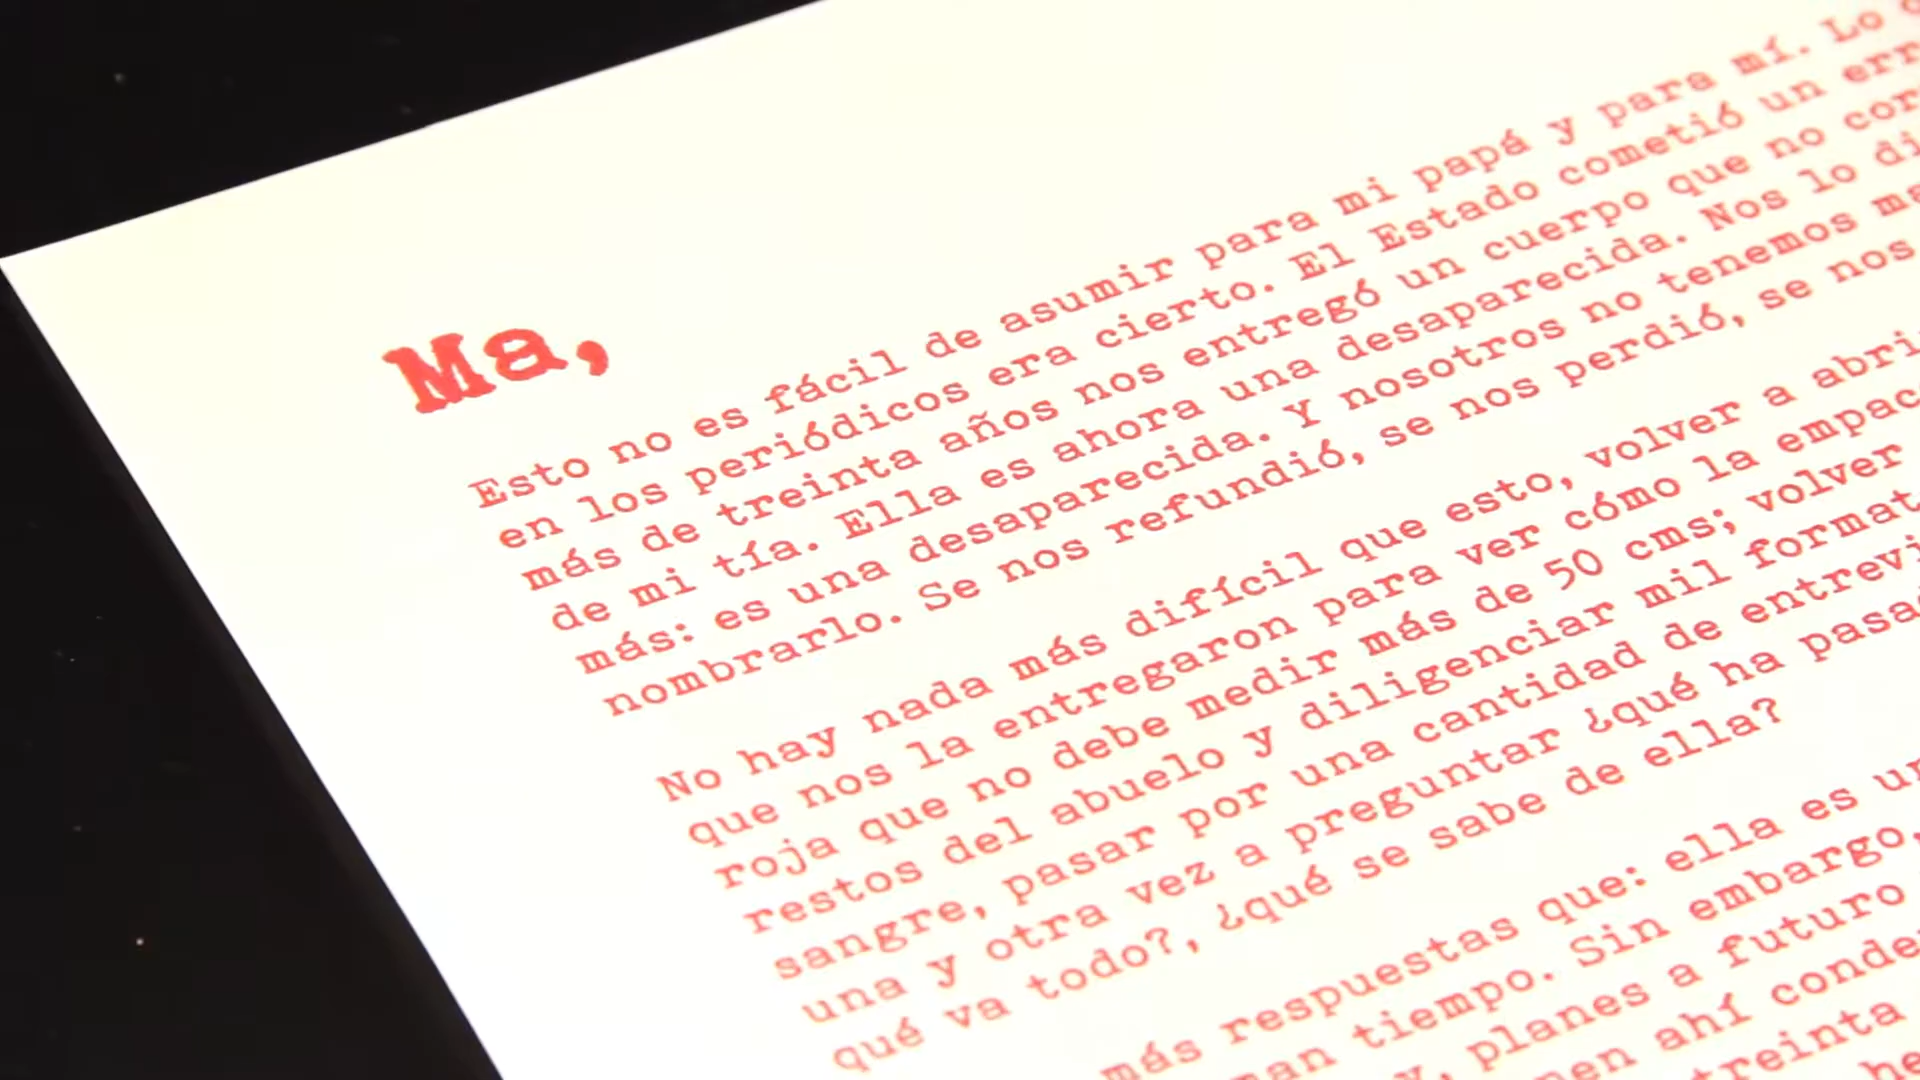 Ma,
Esto no es fácil de asumir para mi papá y para mí. Lo
en los periódicos era cierto. El Estado cometió un
más de treinta años nos entregó un cuerpo que no
de mi tía. Ella es ahora una desaparecida. Nos lo
más: es una desaparecida. Y nosotros no tenemos
nombrarlo. Se nos refundió, se nos perdió, se nos
No hay nada más difícil que esto, volver a
que nos la entregaron para ver cómo la
roja que no debe medir más de 50 cms; volver
restos del abuelo y diligenciar mil
sangre, pasar por una cantidad de
una y otra vez a preguntar ¿qué ha
qué va todo?, ¿qué se sabe de ella?
más respuestas que: ella es
tiempo. Sin embargo,
planes a futuro
ahí
treinta